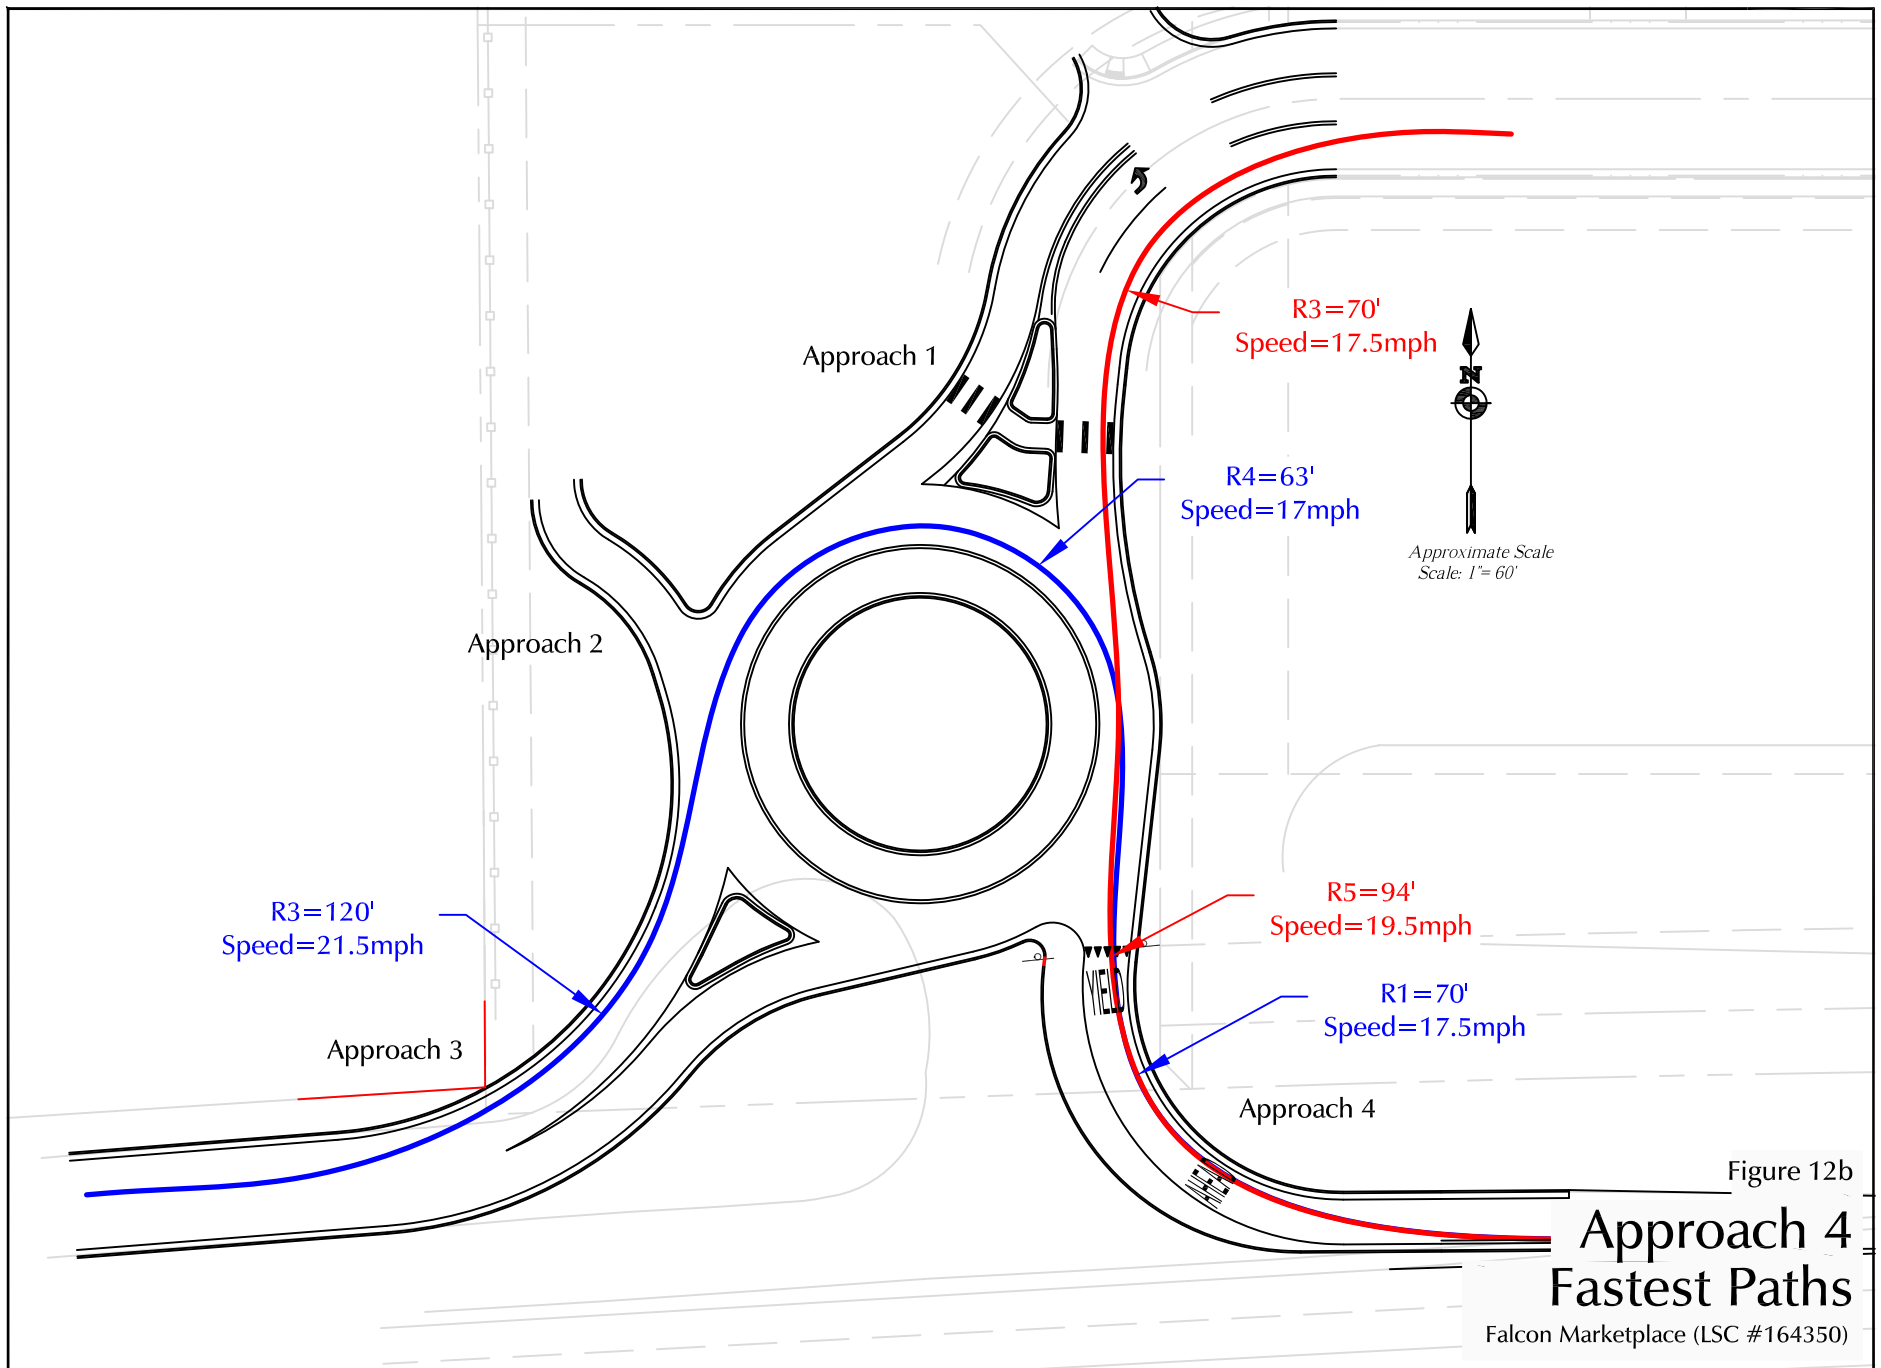 R3=70'
Speed=17.5mph
Approach 1
N
R4=63'
Speed=17mph
Approximate Scale
Scale: 1"= 60'
Approach 2
R5=94'
Speed=19.5mph
R3=120'
Speed=21.5mph
YIELD
R1=70'
Speed=17.5mph
Approach 3
Approach 4
Figure 12b
Approach 4
Fastest Paths
Falcon Marketplace (LSC #164350)